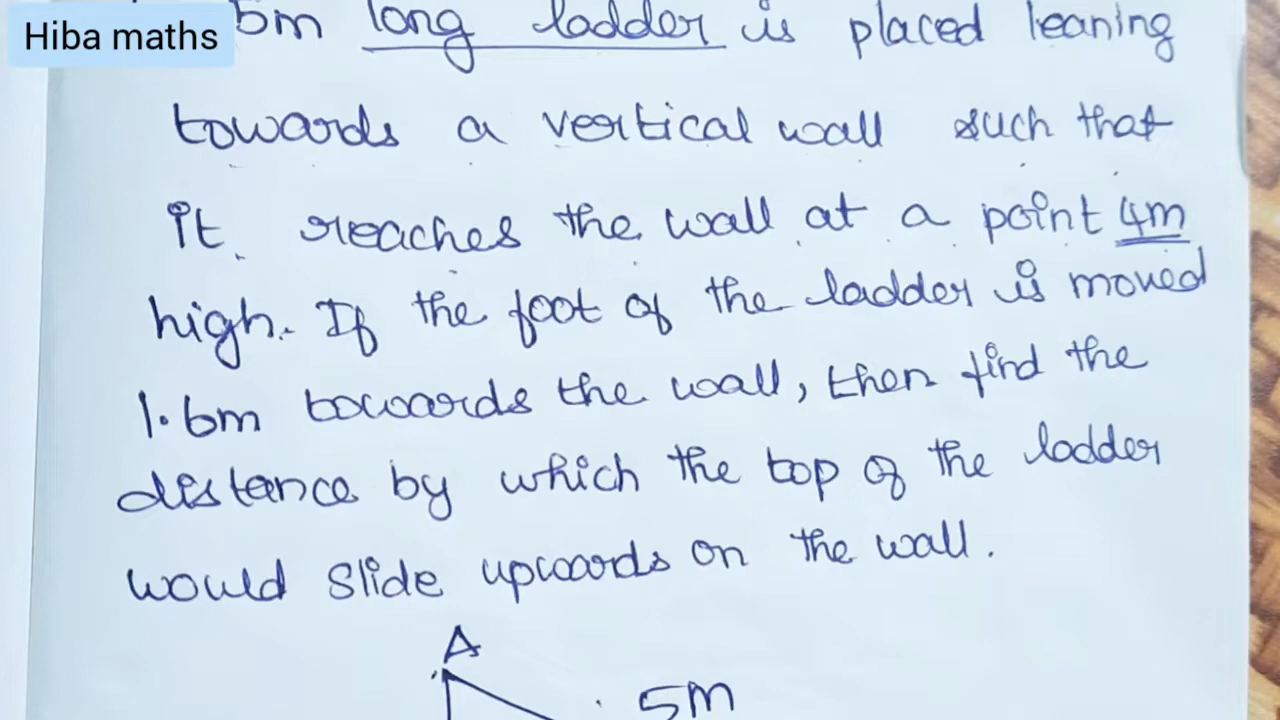 Hiba maths
5m long ladder is placed leaning
towards a vertical wall such that
it reaches the wall at a point 4m
high. If the foot of the ladder is moved
1.6m towards the wall, then find the
distance by which the top of the ladder
would slide upwards on the wall.
A
5m